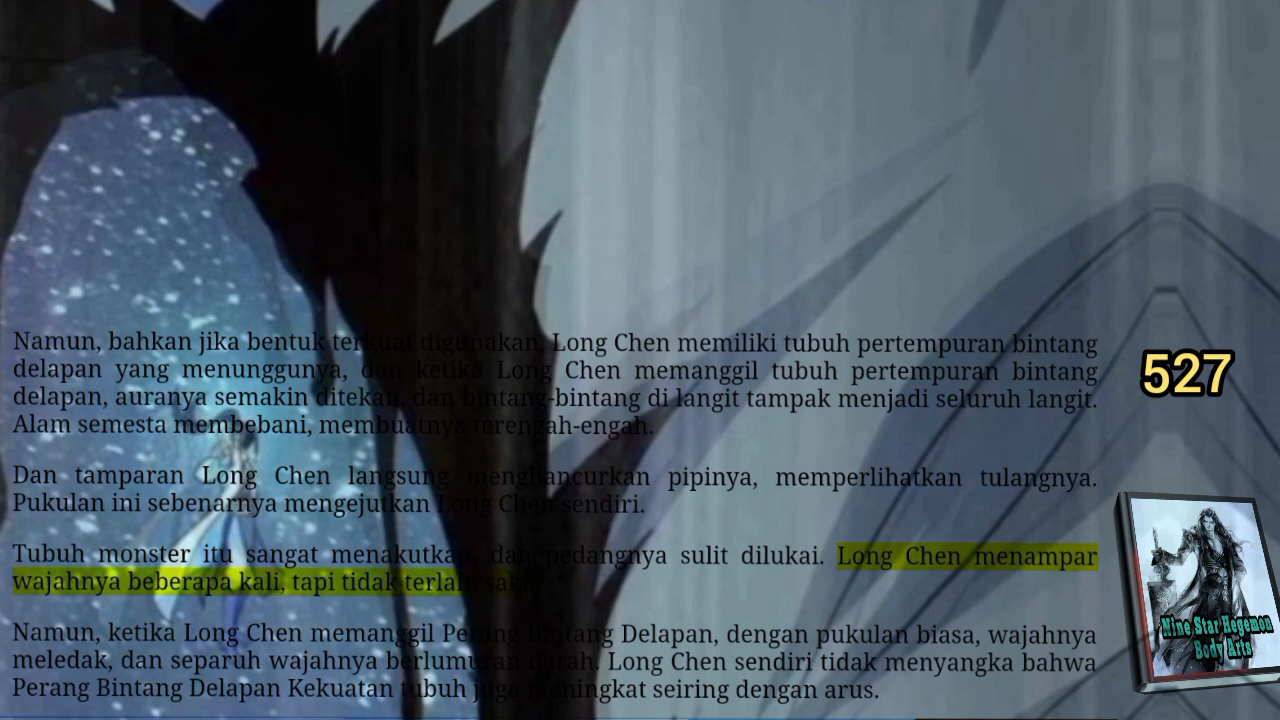 Namun, bahkan jika bentuk terkuat digunakan, Long Chen memiliki tubuh pertempuran bintang
delapan yang menunggunya, dan ketika Long Chen memanggil tubuh pertempuran bintang
delapan, auranya semakin ditekan, dan bintang-bintang di langit tampak menjadi seluruh langit.
Alam semesta membebani, membuatnya terengah-engah.
Dan tamparan Long Chen langsung menghancurkan pipinya, memperlihatkan tulangnya.
Pukulan ini sebenarnya mengejutkan Long Chen sendiri.
Tubuh monster itu sangat menakutkan, dan pedangnya sulit dilukai. Long Chen menampar
wajahnya beberapa kali, tapi tidak terlalu sakit.
Namun, ketika Long Chen memanggil Perang Bintang Delapan, dengan pukulan biasa, wajahnya
meledak, dan separuh wajahnya berlumuran darah. Long Chen sendiri tidak menyangka bahwa
Perang Bintang Delapan Kekuatan tubuh juga meningkat seiring dengan arus.
527
Nine Star Hegemon
Body Arts